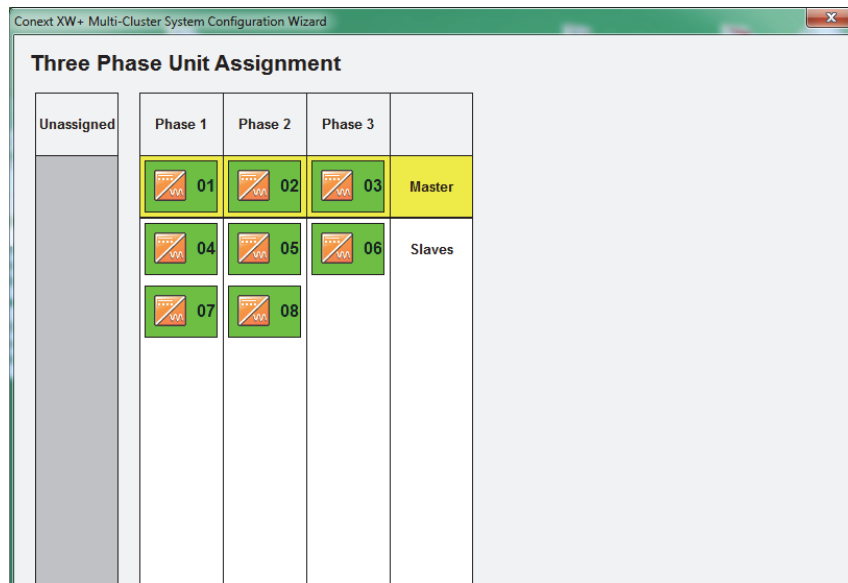 Conext XW+ Multi-Cluster System Configuration Wizard
X
Three Phase Unit Assignment
Unassigned Phase 1 Phase 2 Phase 3
01 02 03 Master
04 05 06 Slaves
07 08